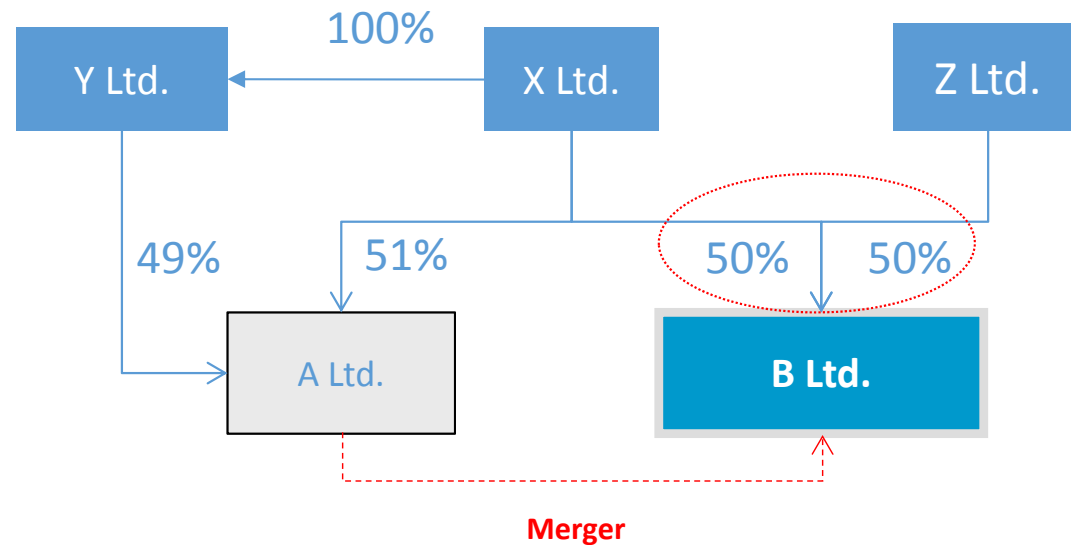 100%
Y Ltd.
X Ltd.
Z Ltd.
49%
51%
50%
50%
A Ltd.
B Ltd.
Merger